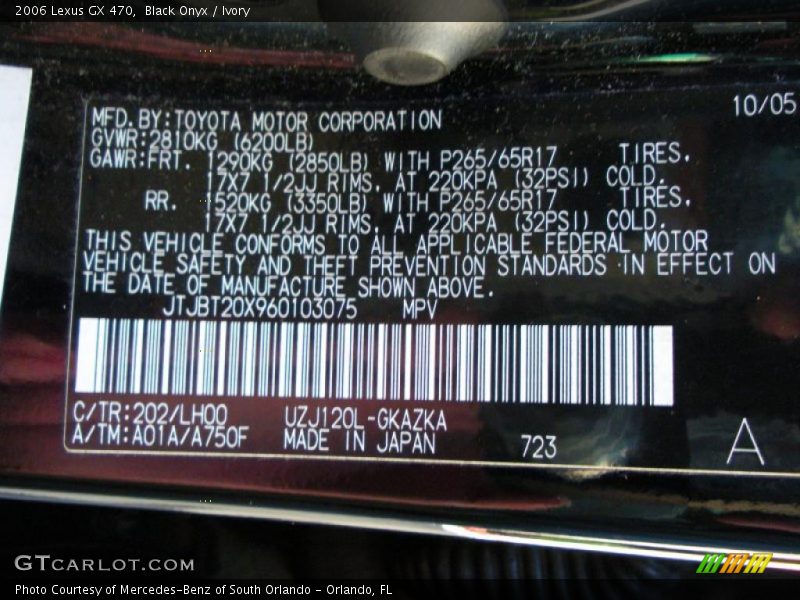 2006 Lexus GX 470, Black Onyx / Ivory
10/05
MFD. BY: TOYOTA MOTOR CORPORATION
GVWR: 2810KG (6200LB)
GAWR: FRT. 1290KG (2850LB) WITH P265/65R17 TIRES.
17X7 1/2JJ RIMS, AT 220KPA (32PSI) COLD.
RR. 1520KG (3350LB) WITH P265/65R17 TIRES.
17X7 1/2JJ RIMS, AT 220KPA (32PSI) COLD.
THIS VEHICLE CONFORMS TO ALL APPLICABLE FEDERAL MOTOR
VEHICLE SAFETY AND THEFT PREVENTION STANDARDS IN EFFECT ON
THE DATE OF MANUFACTURE SHOWN ABOVE.
JTJBT20X960103075 MPV
C/TR: 202/LH00 UZJ120L-GKAZKA
A/TM: A01A/A750F MADE IN JAPAN 723 A
GTCARLOT.COM
Photo Courtesy of Mercedes-Benz of South Orlando - Orlando, FL